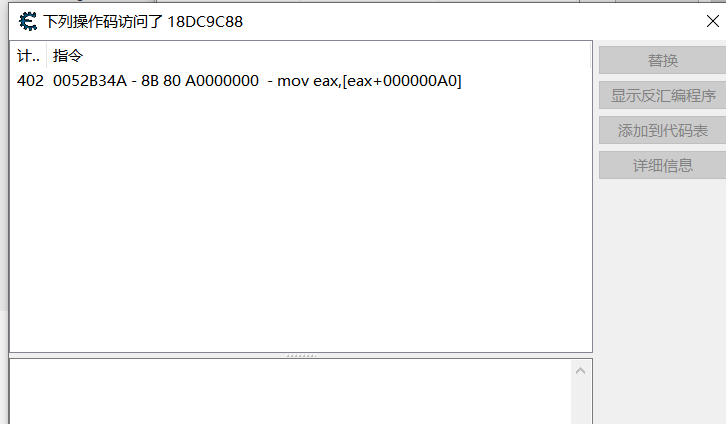 下列操作码访问了 18DC9C88
计.. 指令
402 0052B34A - 8B 80 A0000000 - mov eax,[eax+000000A0]
替换
显示反汇编程序
添加到代码表
详细信息